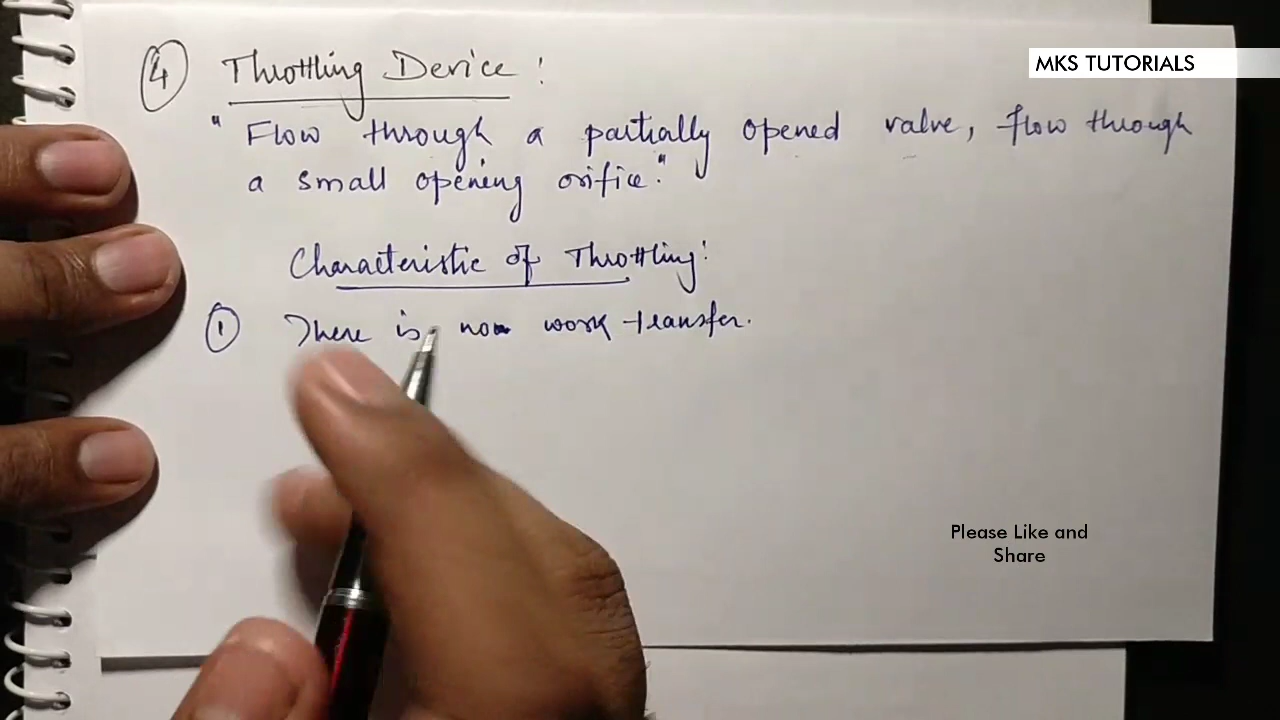 MKS TUTORIALS
4 Throttling Device :
" Flow through a partially opened valve, flow through
a small opening orifice."
Characteristic of Throttling :
1 There is no work transfer.
Please Like and
Share